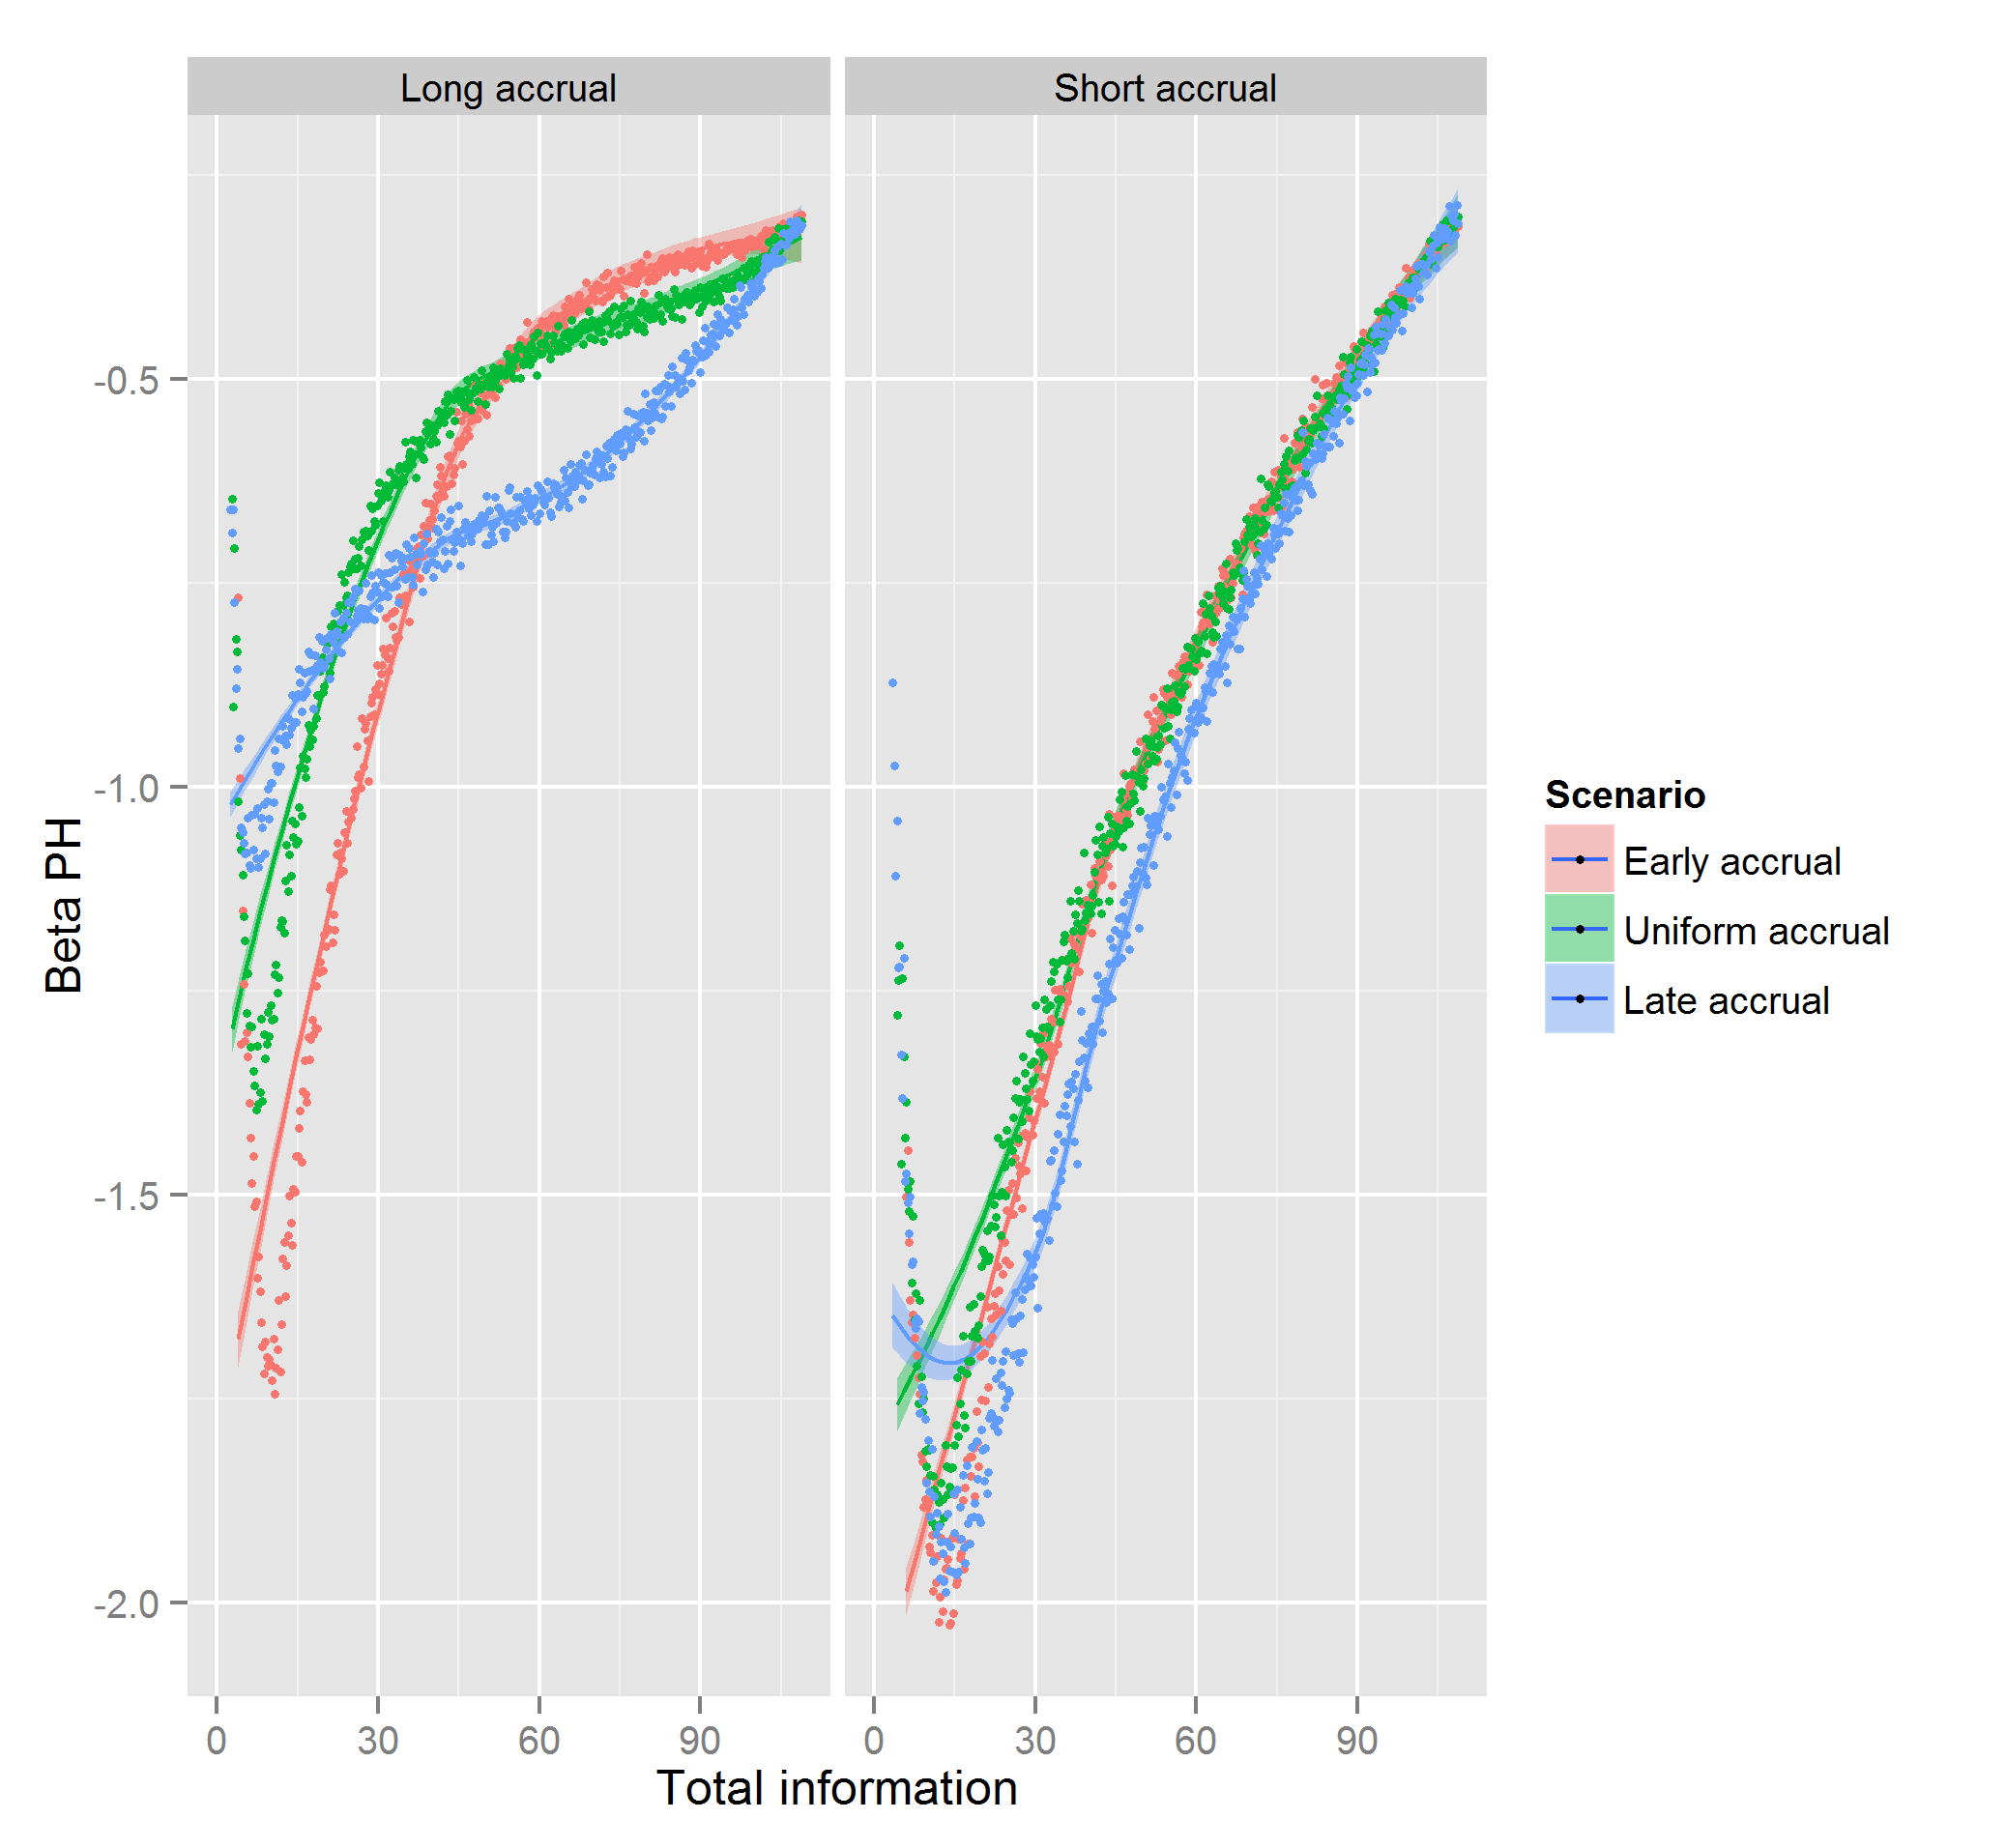 Long accrual
Short accrual
Beta PH
-0.5
-1.0
-1.5
-2.0
0 30 60 90
0 30 60 90
Total information
Scenario
Early accrual
Uniform accrual
Late accrual